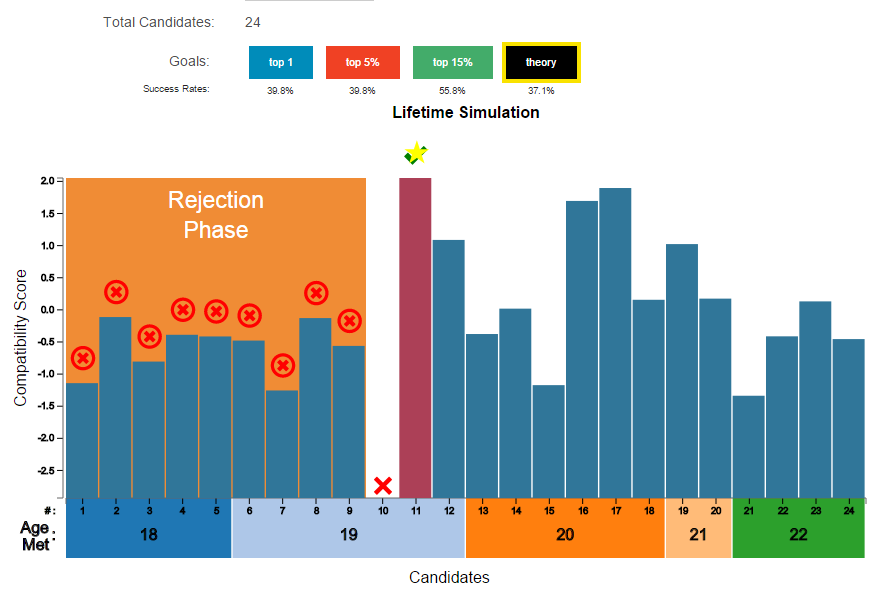 Total Candidates: 24
Goals: top 1 top 5% top 15% theory
Success Rates: 39.8% 39.8% 55.8% 37.1%
Lifetime Simulation
Rejection
Phase
Compatibility Score
2.0
1.5
1.0
0.5
0.0
-0.5
-1.0
-1.5
-2.0
-2.5
#: 1 2 3 4 5 6 7 8 9 10 11 12 13 14 15 16 17 18 19 20 21 22 23 24
Age
Met : 18 19 20 21 22
Candidates